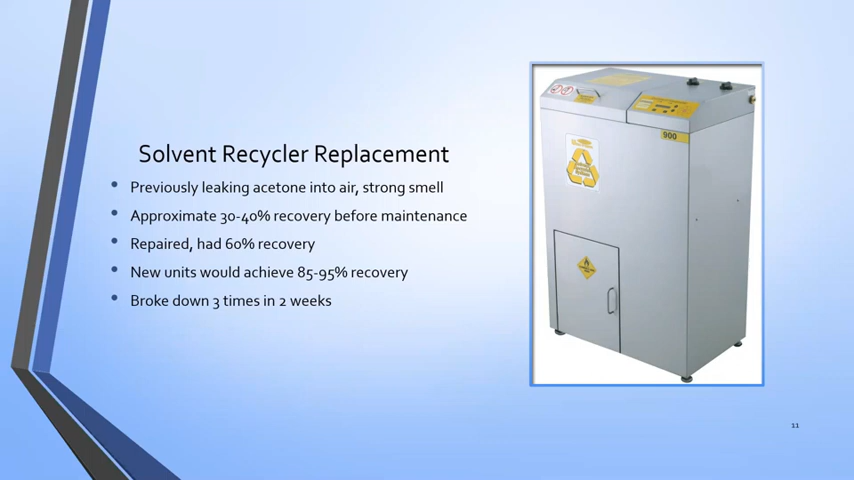 Solvent Recycler Replacement
Previously leaking acetone into air, strong smell
Approximate 30-40% recovery before maintenance
Repaired, had 60% recovery
New units would achieve 85-95% recovery
Broke down 3 times in 2 weeks
900
11